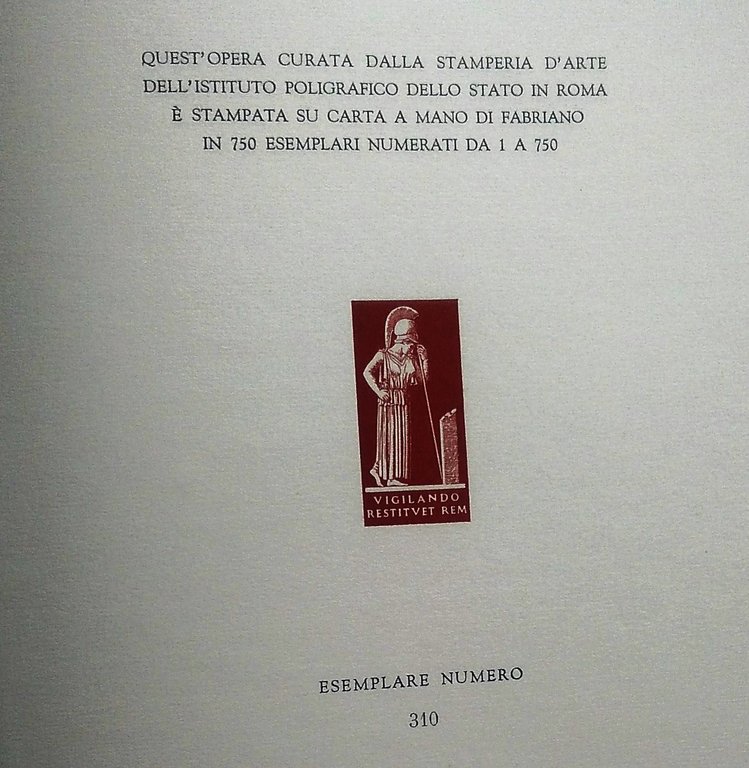 QUEST'OPERA CURATA DALLA STAMPERIA D'ARTE
DELL'ISTITUTO POLIGRAFICO DELLO STATO IN ROMA
È STAMPATA SU CARTA A MANO DI FABRIANO
IN 750 ESEMPLARI NUMERATI DA 1 A 750
VIGILANDO
RESTITVET REM
ESEMPLARE NUMERO
310